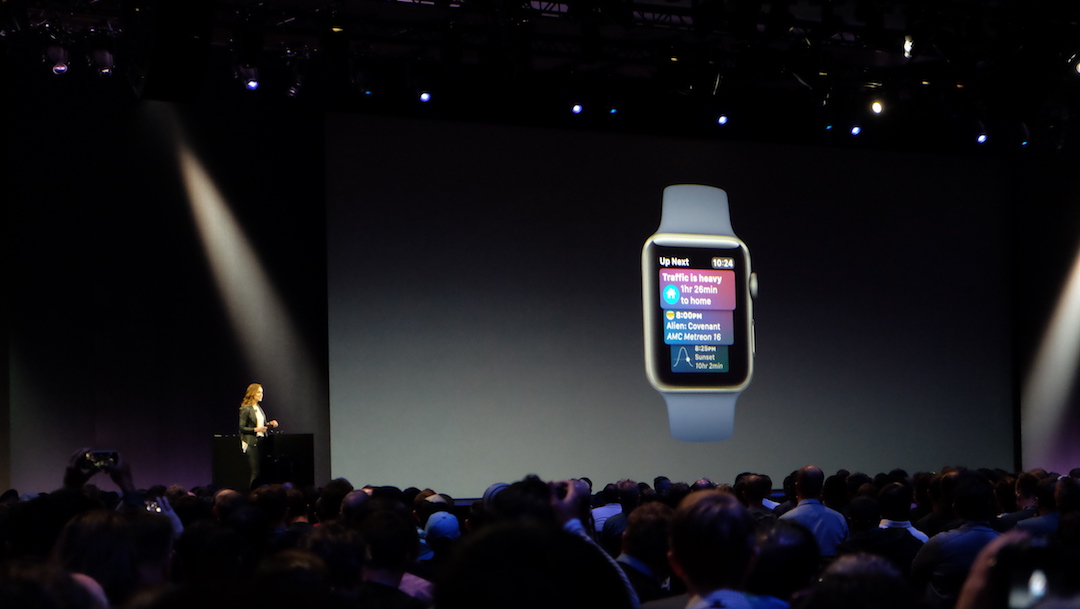 Up Next 10:24
Traffic is heavy
1hr 26min
to home
8:00PM
Alien: Covenant
AMC Metreon 16
8:25PM
Sunset
10hr 2min